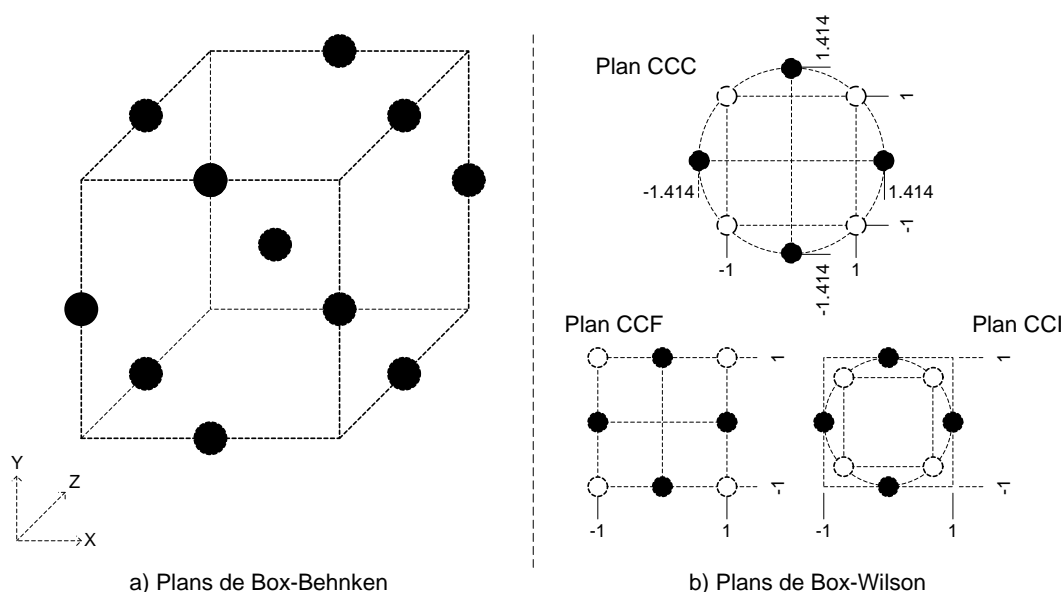 Plan CCC
1.414
1
-1.414
1.414
-1
-1
1
-1.414
Plan CCF
Plan CCI
1
1
-1
-1
-1
1
-1
1
Y
Z
X
a) Plans de Box-Behnken
b) Plans de Box-Wilson